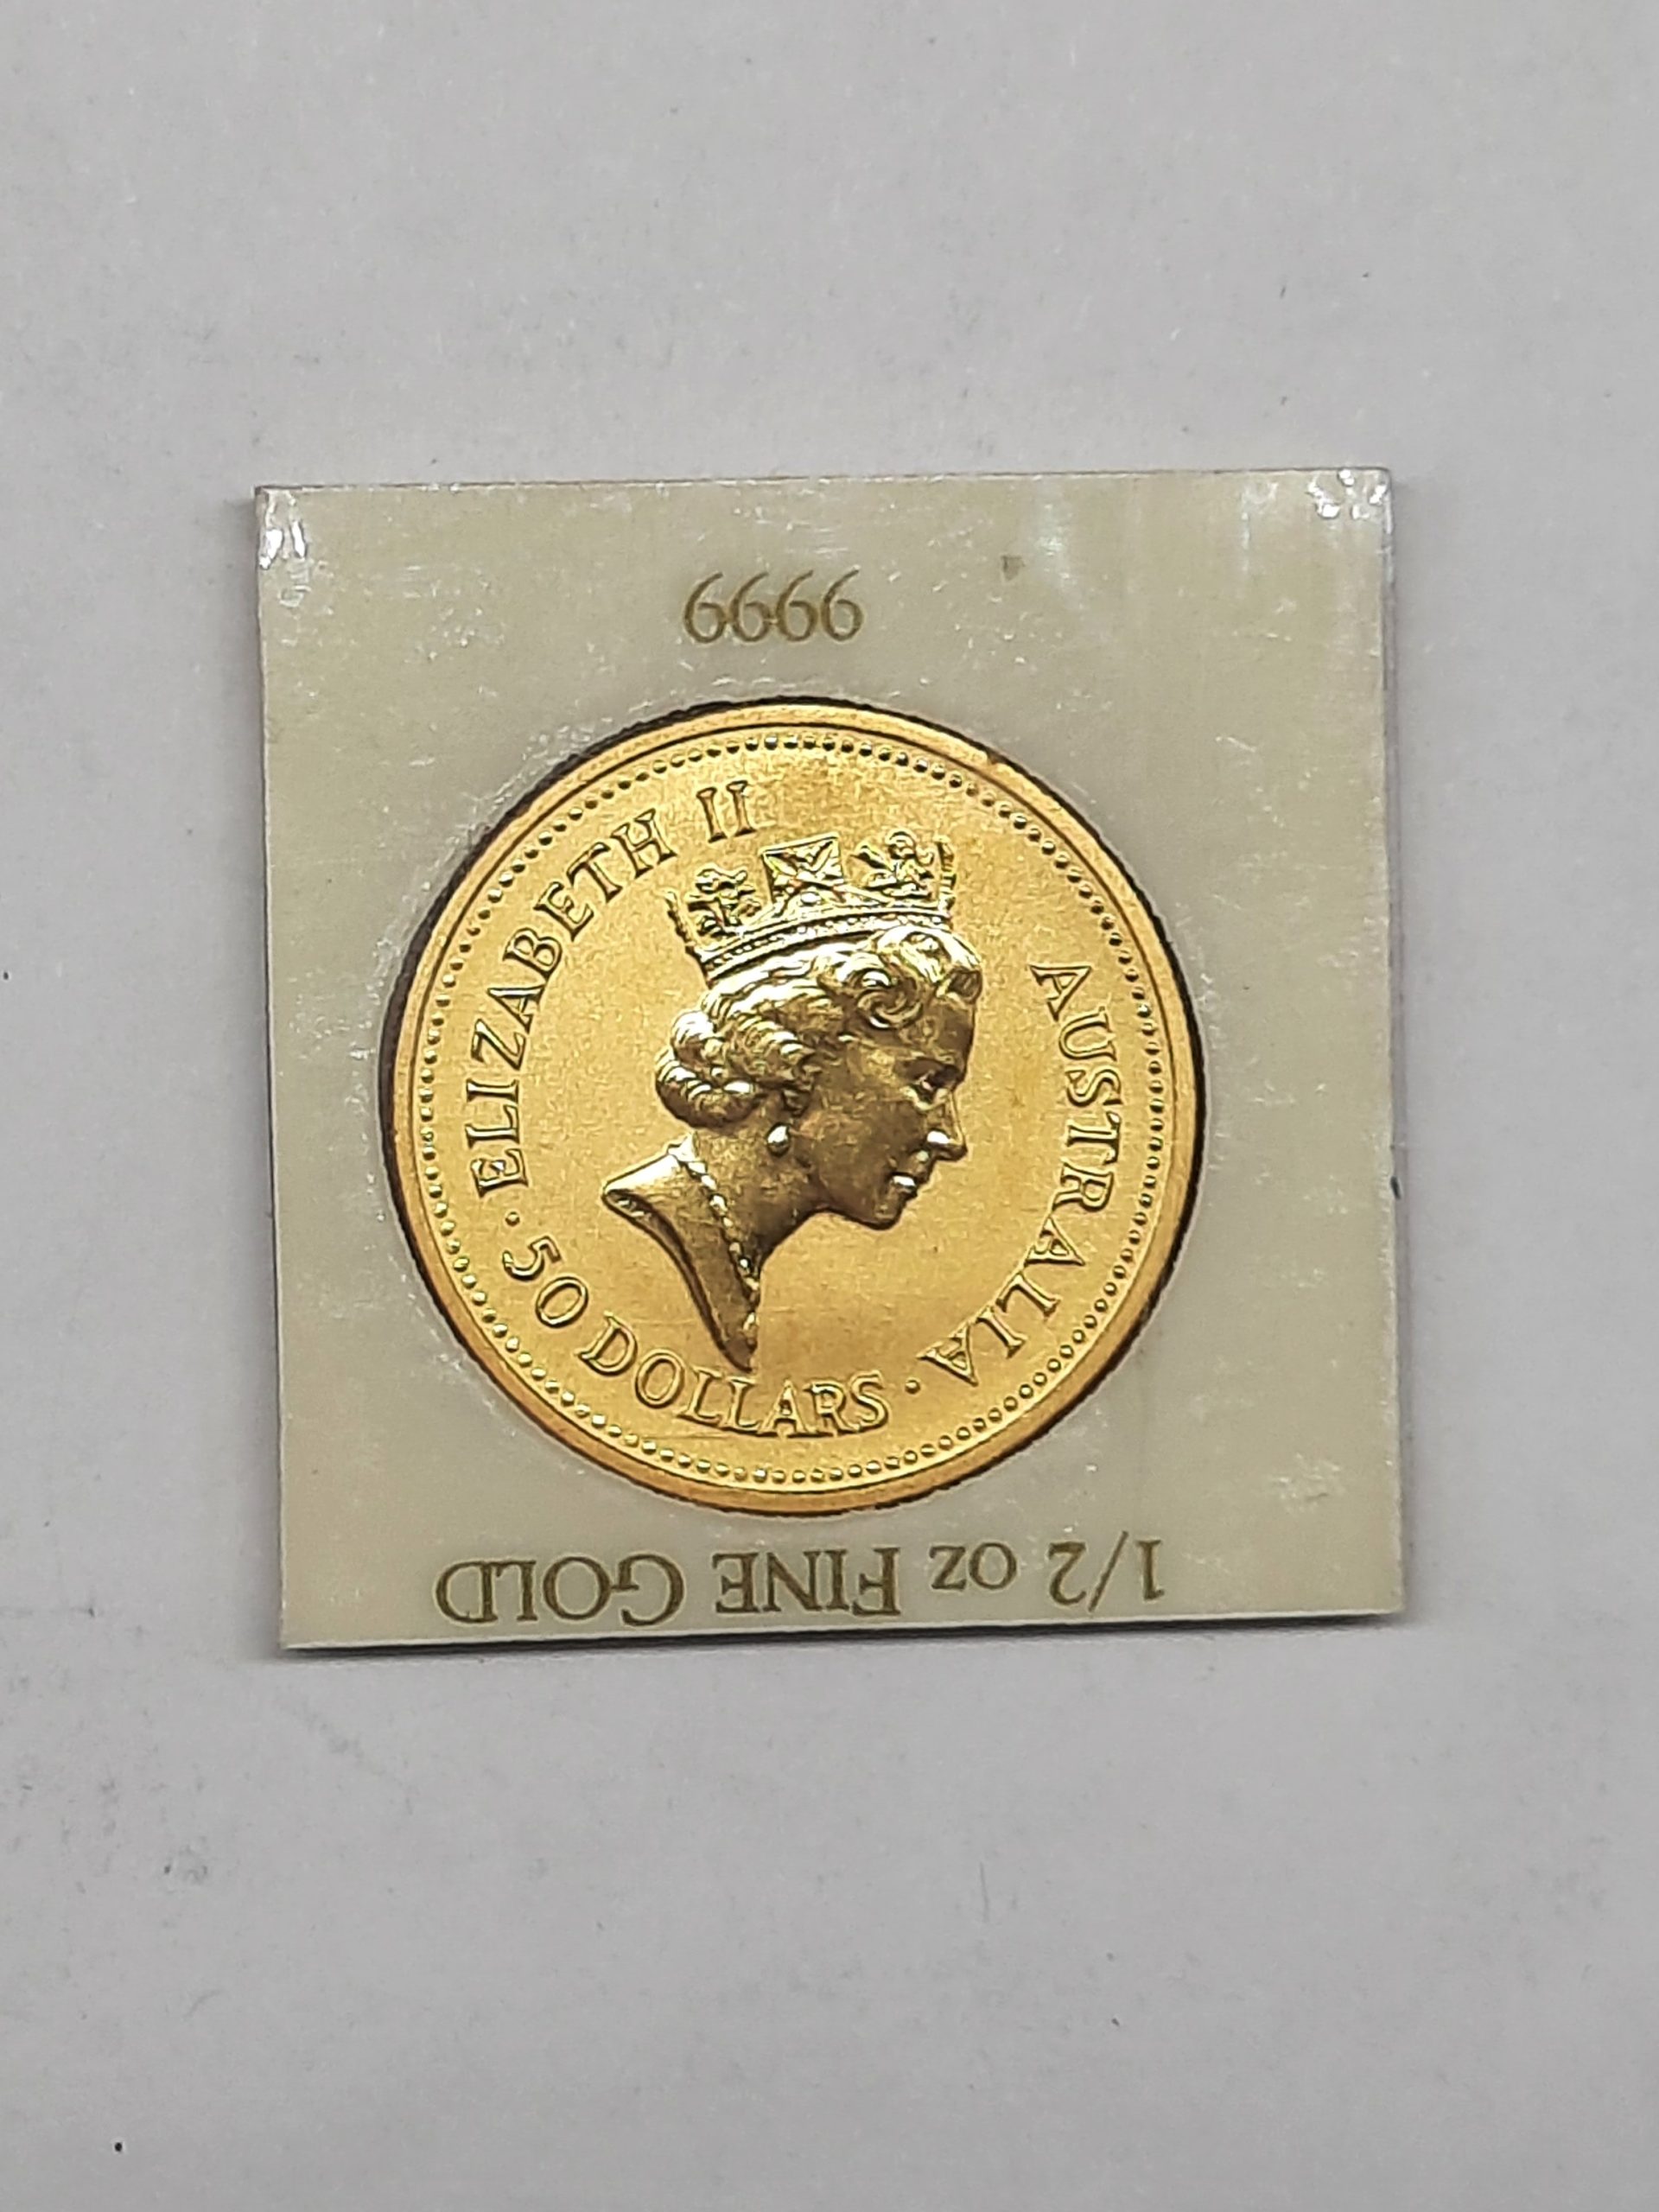 9999
ELIZABETH II
AUSTRALIA
· 50 DOLLARS ·
1/2 oz FINE GOLD